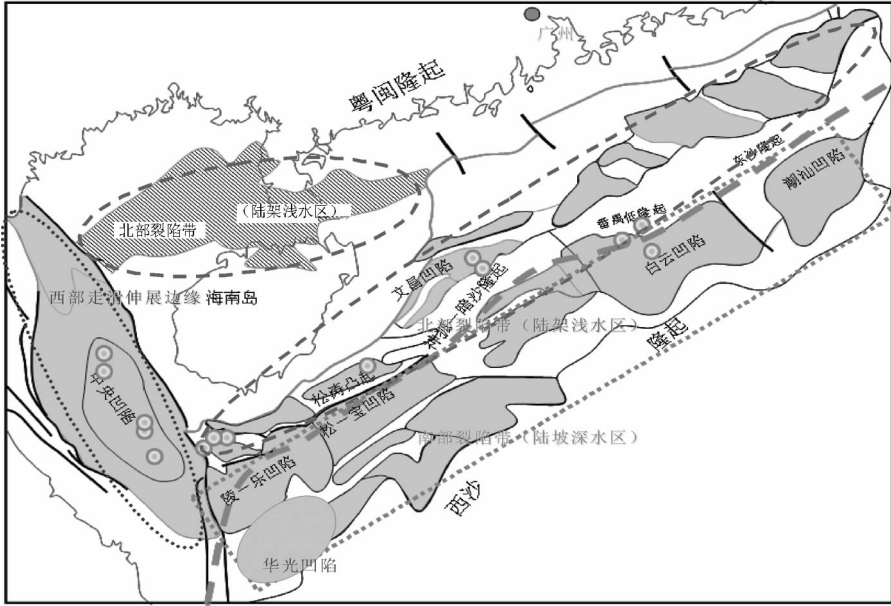 广州
粤闽隆起
东沙隆起
潮汕凹陷
(陆架浅水区)
北部裂陷带
番禺低隆起
白云凹陷
文昌凹陷
西部走滑伸展边缘
海南岛
神狐一暗沙隆起
北部裂陷带(陆架浅水区)
隆起
中央凹陷
松涛凸起
松一宝凹陷
南部裂陷带(陆坡深水区)
陵一乐凹陷
西沙
华光凹陷